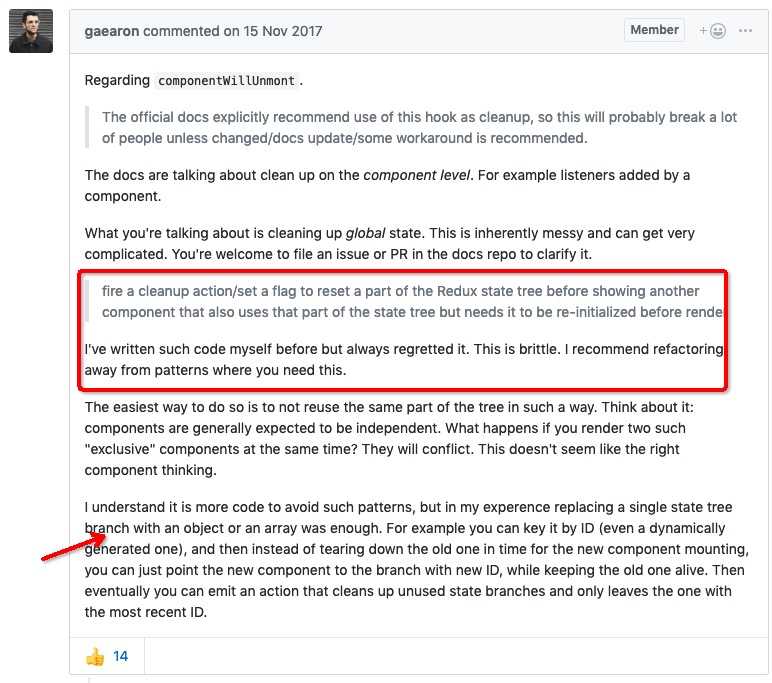 gaearon commented on 15 Nov 2017
Member
Regarding componentWillUnmont.
The official docs explicitly recommend use of this hook as cleanup, so this will probably break a lot
of people unless changed/docs update/some workaround is recommended.
The docs are talking about clean up on the component level. For example listeners added by a
component.
What you're talking about is cleaning up global state. This is inherently messy and can get very
complicated. You're welcome to file an issue or PR in the docs repo to clarify it.
fire a cleanup action/set a flag to reset a part of the Redux state tree before showing another
component that also uses that part of the state tree but needs it to be re-initialized before rende
I've written such code myself before but always regretted it. This is brittle. I recommend refactoring
away from patterns where you need this.
The easiest way to do so is to not reuse the same part of the tree in such a way. Think about it:
components are generally expected to be independent. What happens if you render two such
"exclusive" components at the same time? They will conflict. This doesn't seem like the right
component thinking.
I understand it is more code to avoid such patterns, but in my experence replacing a single state tree
branch with an object or an array was enough. For example you can key it by ID (even a dynamically
generated one), and then instead of tearing down the old one in time for the new component mounting,
you can just point the new component to the branch with new ID, while keeping the old one alive. Then
eventually you can emit an action that cleans up unused state branches and only leaves the one with
the most recent ID.
14